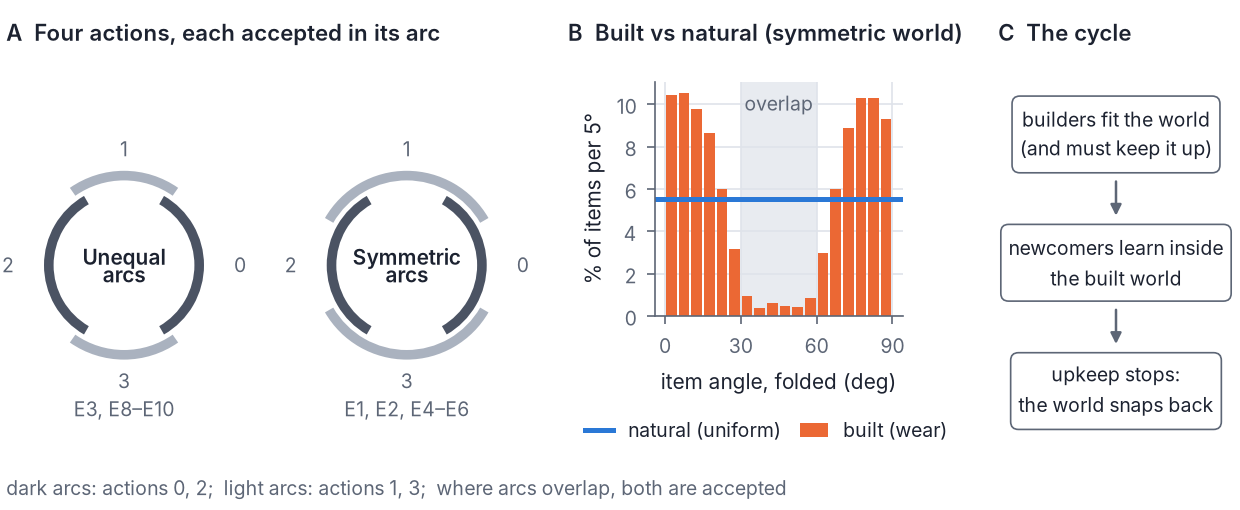 A Four actions, each accepted in its arc
1
2
Unequal
arcs
0
3
E3, E8–E10
1
2
Symmetric
arcs
0
3
E1, E2, E4–E6
dark arcs: actions 0, 2; light arcs: actions 1, 3; where arcs overlap, both are accepted
B Built vs natural (symmetric world)
% of items per 5°
10
8
6
4
2
0
overlap
0 30 60 90
item angle, folded (deg)
natural (uniform) built (wear)
C The cycle
builders fit the world
(and must keep it up)
newcomers learn inside
the built world
upkeep stops:
the world snaps back